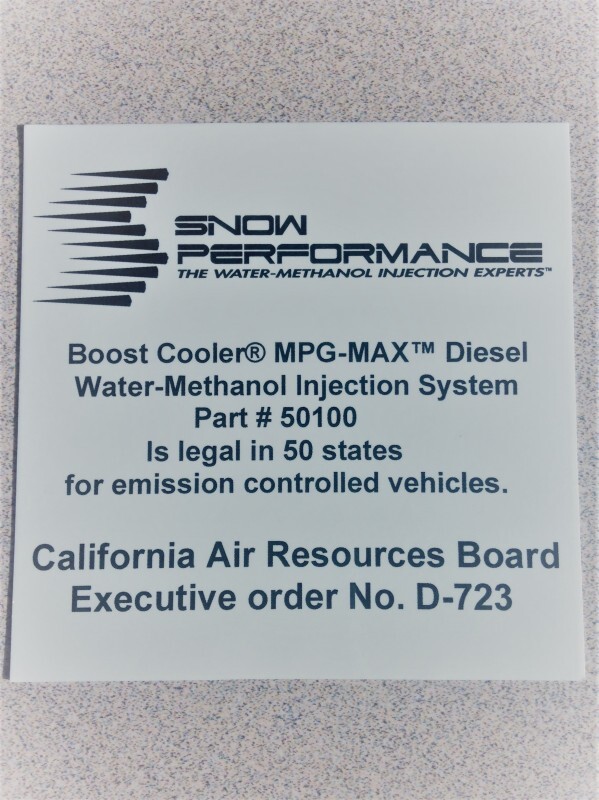 SNOW
PERFORMANCE
THE WATER-METHANOL INJECTION EXPERTS™
Boost Cooler® MPG-MAX™ Diesel
Water-Methanol Injection System
Part # 50100
Is legal in 50 states
for emission controlled vehicles.
California Air Resources Board
Executive order No. D-723